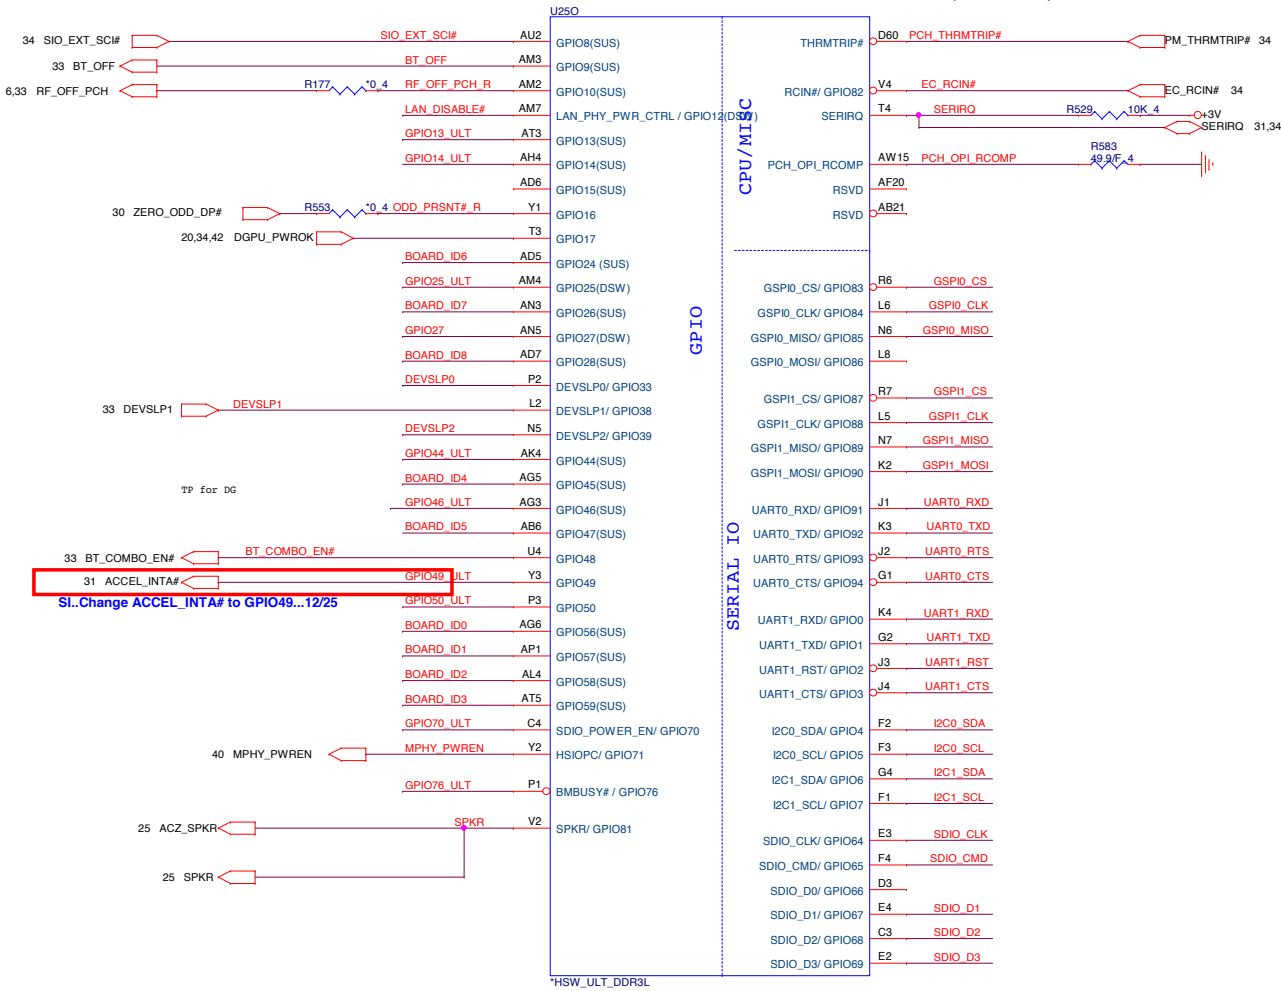 U25O
34 SIO_EXT_SCI# SIO_EXT_SCI# AU2 GPIO8(SUS) THRMTRIP# D60 PCH_THRMTRIP# PM_THRMTRIP# 34
33 BT_OFF BT_OFF AM3 GPIO9(SUS)
6,33 RF_OFF_PCH R177 *0_4 RF_OFF_PCH_R AM2 GPIO10(SUS) RCIN#/ GPIO82 V4 EC_RCIN# EC_RCIN# 34
LAN_DISABLE# AM7 LAN_PHY_PWR_CTRL / GPIO12(DSW) SERIRQ T4 SERIRQ R529 10K_4 +3V
SERIRQ 31,34
GPIO13_ULT AT3 GPIO13(SUS)
CPU/MISC
GPIO14_ULT AH4 GPIO14(SUS) PCH_OPI_RCOMP AW15 PCH_OPI_RCOMP R583 49.9/F_4
AD6 GPIO15(SUS) RSVD AF20
30 ZERO_ODD_DP# R553 *0_4 ODD_PRSNT#_R Y1 GPIO16 RSVD AB21
20,34,42 DGPU_PWROK T3 GPIO17
BOARD_ID6 AD5 GPIO24 (SUS)
GPIO25_ULT AM4 GPIO25(DSW) GSPI0_CS/ GPIO83 R6 GSPI0_CS
BOARD_ID7 AN3 GPIO26(SUS) GSPI0_CLK/ GPIO84 L6 GSPI0_CLK
GPIO
GPIO27 AN5 GPIO27(DSW) GSPI0_MISO/ GPIO85 N6 GSPI0_MISO
BOARD_ID8 AD7 GPIO28(SUS) GSPI0_MOSI/ GPIO86 L8
DEVSLP0 P2 DEVSLP0/ GPIO33 GSPI1_CS/ GPIO87 R7 GSPI1_CS
33 DEVSLP1 DEVSLP1 L2 DEVSLP1/ GPIO38 GSPI1_CLK/ GPIO88 L5 GSPI1_CLK
DEVSLP2 N5 DEVSLP2/ GPIO39 GSPI1_MISO/ GPIO89 N7 GSPI1_MISO
GPIO44_ULT AK4 GPIO44(SUS) GSPI1_MOSI/ GPIO90 K2 GSPI1_MOSI
BOARD_ID4 AG5 GPIO45(SUS)
TP for DG
GPIO46_ULT AG3 GPIO46(SUS) UART0_RXD/ GPIO91 J1 UART0_RXD
BOARD_ID5 AB6 GPIO47(SUS) UART0_TXD/ GPIO92 K3 UART0_TXD
33 BT_COMBO_EN# BT_COMBO_EN# U4 GPIO48 UART0_RTS/ GPIO93 J2 UART0_RTS
31 ACCEL_INTA# GPIO49_ULT Y3 GPIO49 UART0_CTS/ GPIO94 G1 UART0_CTS
SI..Change ACCEL_INTA# to GPIO49...12/25
SERIAL IO
GPIO50_ULT P3 GPIO50 UART1_RXD/ GPIO0 K4 UART1_RXD
BOARD_ID0 AG6 GPIO56(SUS) UART1_TXD/ GPIO1 G2 UART1_TXD
BOARD_ID1 AP1 GPIO57(SUS) UART1_RST/ GPIO2 J3 UART1_RST
BOARD_ID2 AL4 GPIO58(SUS) UART1_CTS/ GPIO3 J4 UART1_CTS
BOARD_ID3 AT5 GPIO59(SUS)
GPIO70_ULT C4 SDIO_POWER_EN/ GPIO70 I2C0_SDA/ GPIO4 F2 I2C0_SDA
40 MPHY_PWREN MPHY_PWREN Y2 HSIOPC/ GPIO71 I2C0_SCL/ GPIO5 F3 I2C0_SCL
I2C1_SDA/ GPIO6 G4 I2C1_SDA
GPIO76_ULT P1 BMBUSY# / GPIO76 I2C1_SCL/ GPIO7 F1 I2C1_SCL
25 ACZ_SPKR SPKR V2 SPKR/ GPIO81 SDIO_CLK/ GPIO64 E3 SDIO_CLK
SDIO_CMD/ GPIO65 F4 SDIO_CMD
25 SPKR SDIO_D0/ GPIO66 D3
SDIO_D1/ GPIO67 E4 SDIO_D1
SDIO_D2/ GPIO68 C3 SDIO_D2
SDIO_D3/ GPIO69 E2 SDIO_D3
*HSW_ULT_DDR3L